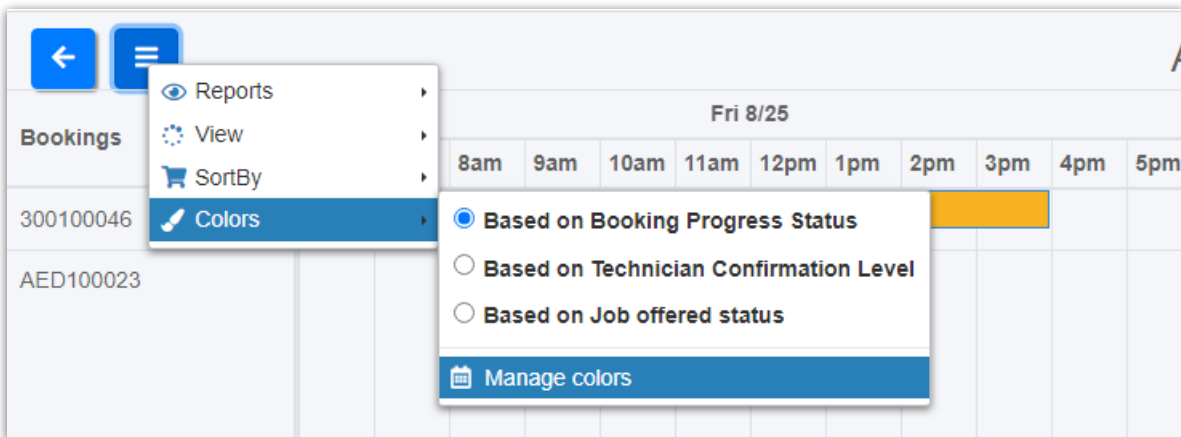 A
Reports
View
SortBy
Colors
Bookings
Fri 8/25
8am 9am 10am 11am 12pm 1pm 2pm 3pm 4pm 5pm
300100046
AED100023
Based on Booking Progress Status
Based on Technician Confirmation Level
Based on Job offered status
Manage colors